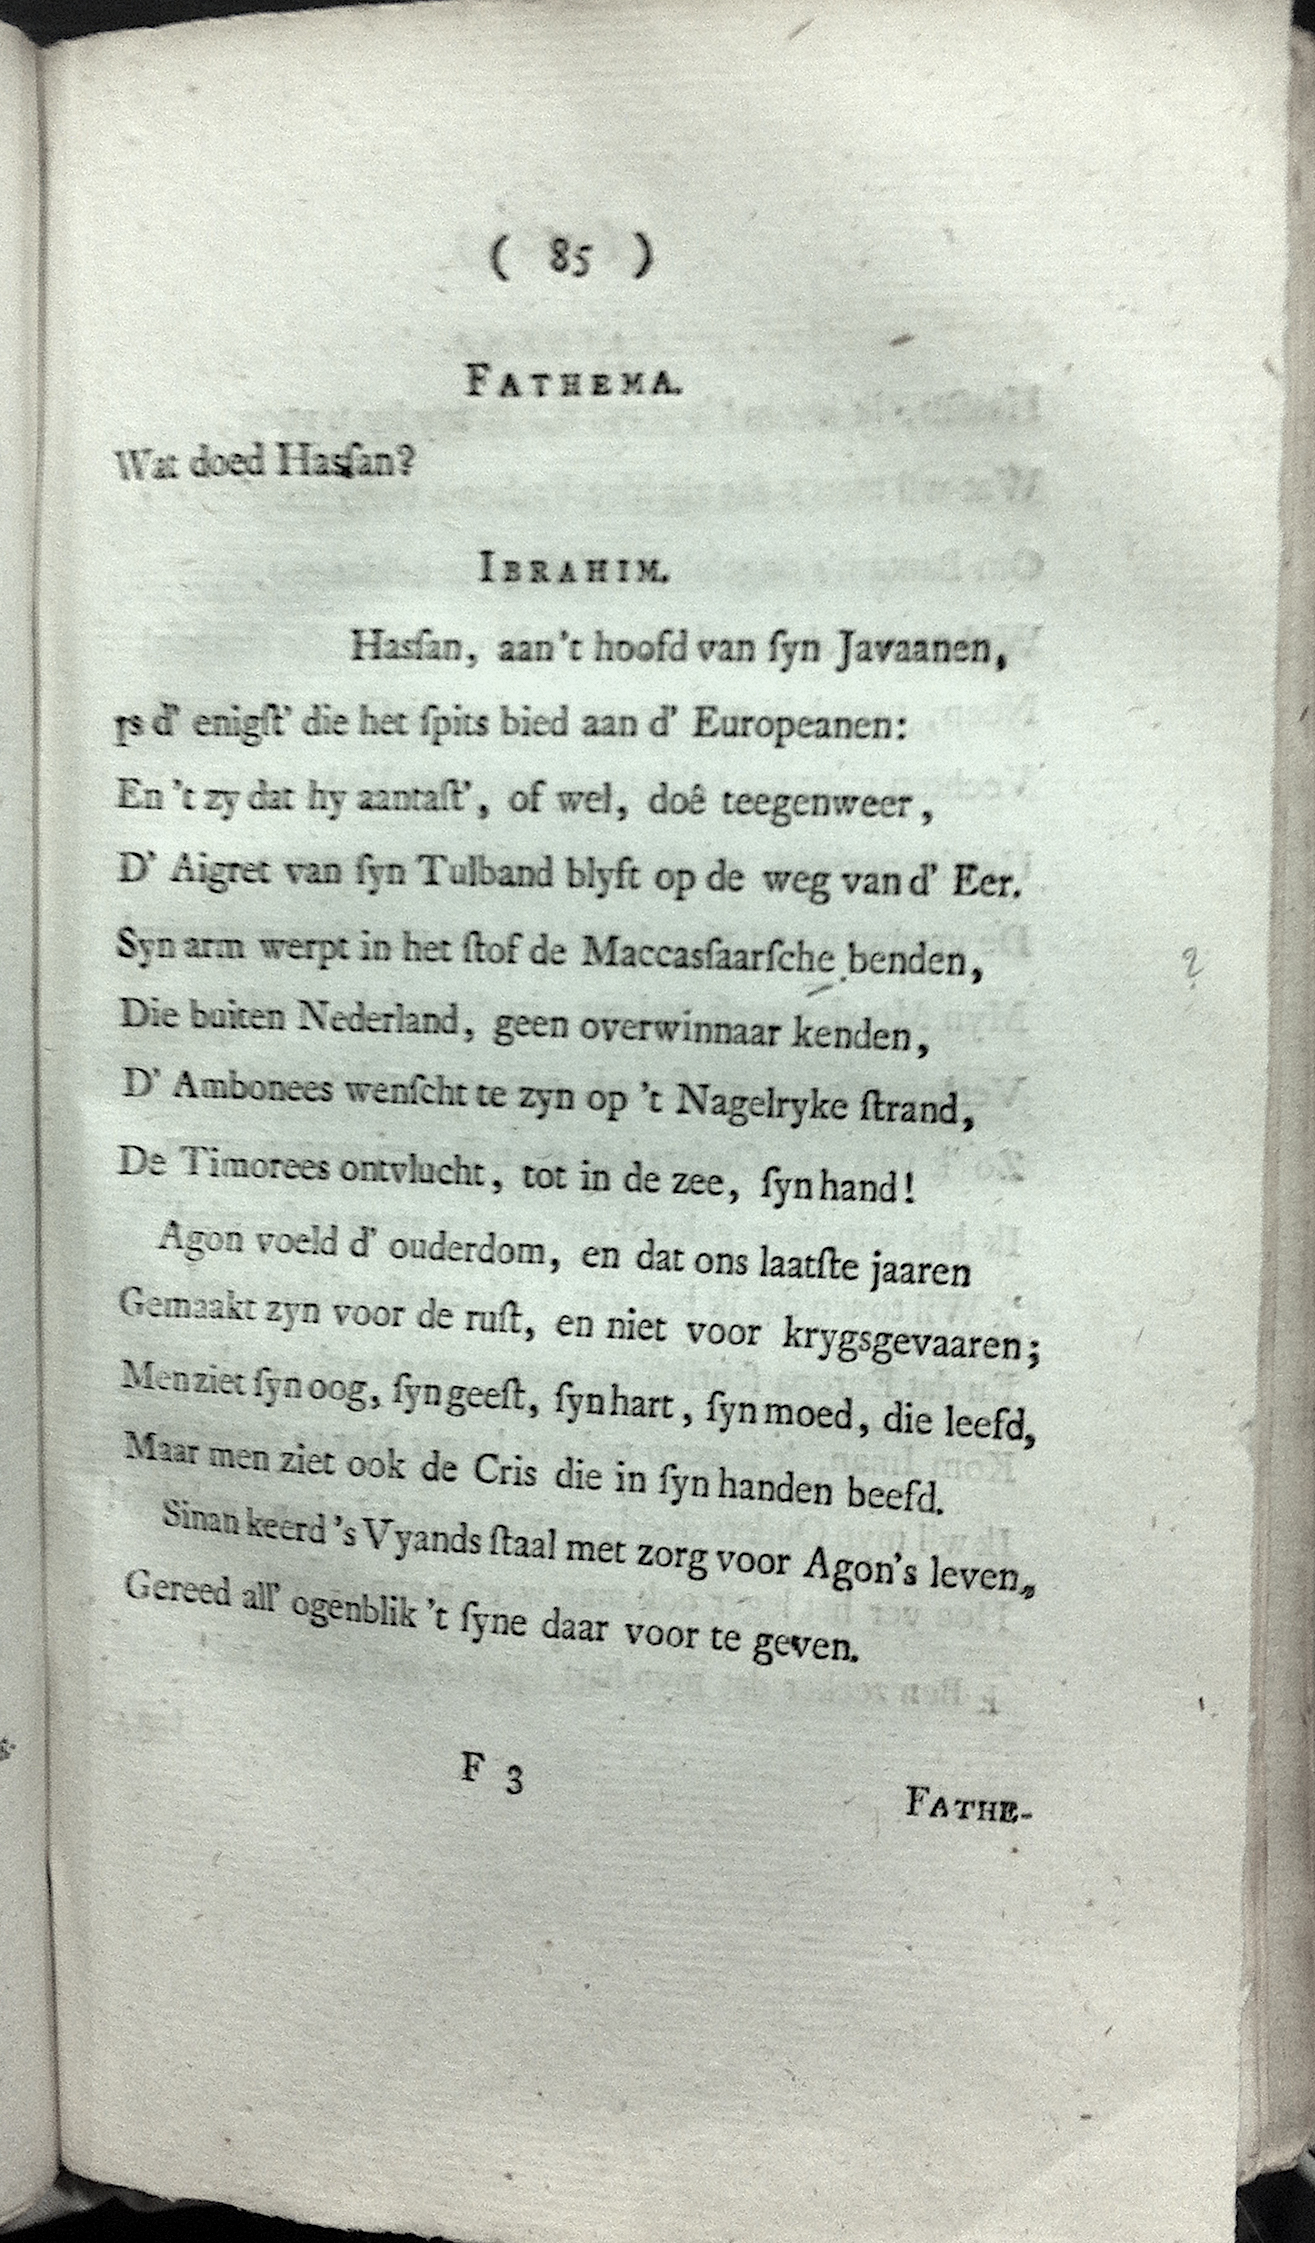 ( 85 )
FATHEMA.
Wat doed Hasſan?
IBRAHIM.
Hasſan, aan 't hoofd van ſyn Javaanen,
Is d' enigſt' die het ſpits bied aan d' Europeanen:
En 't zy dat hy aantaſt', of wel, doê teegenweer,
D' Aigret van ſyn Tulband blyft op de weg van d' Eer.
Syn arm werpt in het ſtof de Maccasſaarſche benden,
Die buiten Nederland, geen overwinnaar kenden,
D' Ambonees wenſcht te zyn op 't Nagelryke ſtrand,
De Timorees ontvlucht, tot in de zee, ſyn hand!
Agon voeld d' ouderdom, en dat ons laatſte jaaren
Gemaakt zyn voor de ruſt, en niet voor krygsgevaaren;
Men ziet ſyn oog, ſyn geeſt, ſyn hart, ſyn moed, die leefd,
Maar men ziet ook de Cris die in ſyn handen beefd.
Sinan keerd 's Vyands ſtaal met zorg voor Agon's leven,
Gereed all' ogenblik 't ſyne daar voor te geven.
F 3
FATHE-